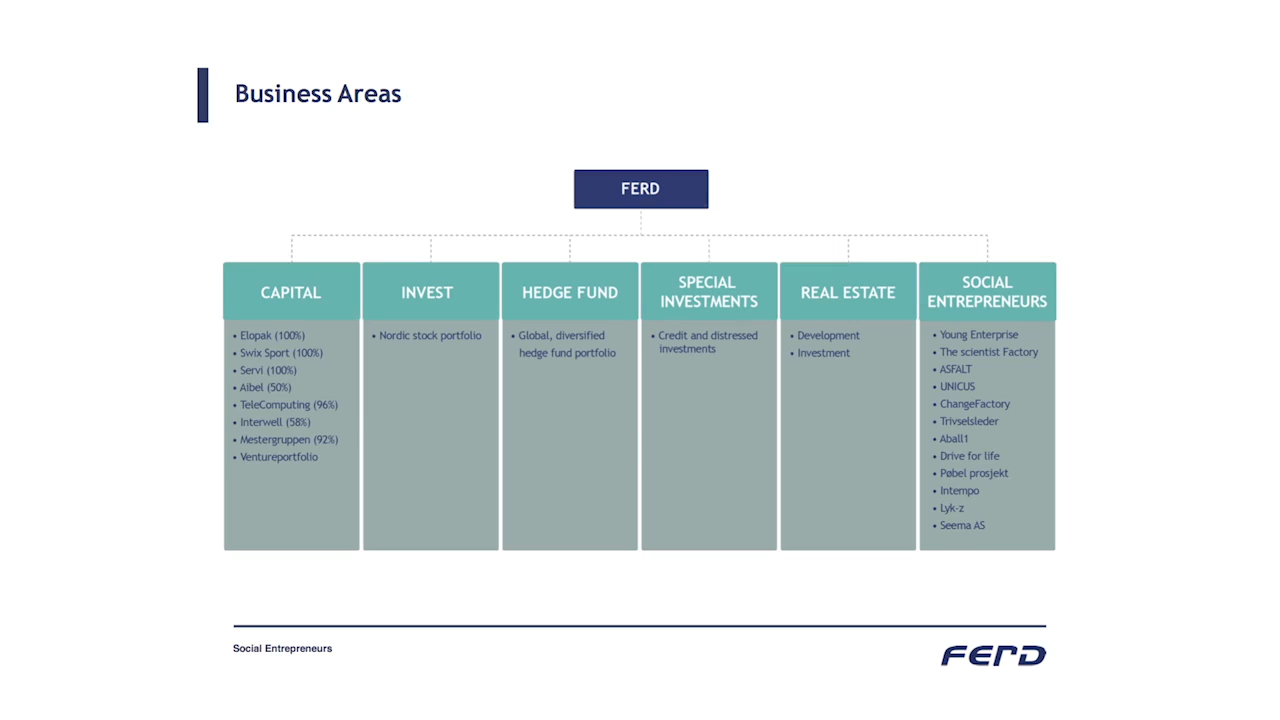 Business Areas
FERD
CAPITAL
• Elopak (100%)
• Swix Sport (100%)
• Servi (100%)
• Aibel (50%)
• TeleComputing (96%)
• Interwell (58%)
• Mestergruppen (92%)
• Ventureportfolio
INVEST
• Nordic stock portfolio
HEDGE FUND
• Global, diversified
hedge fund portfolio
SPECIAL
INVESTMENTS
• Credit and distressed
investments
REAL ESTATE
• Development
• Investment
SOCIAL
ENTREPRENEURS
• Young Enterprise
• The scientist Factory
• ASFALT
• UNICUS
• ChangeFactory
• Trivselsleder
• Aball1
• Drive for life
• Pøbel prosjekt
• Intempo
• Lyk-z
• Seema AS
Social Entrepreneurs
FERD